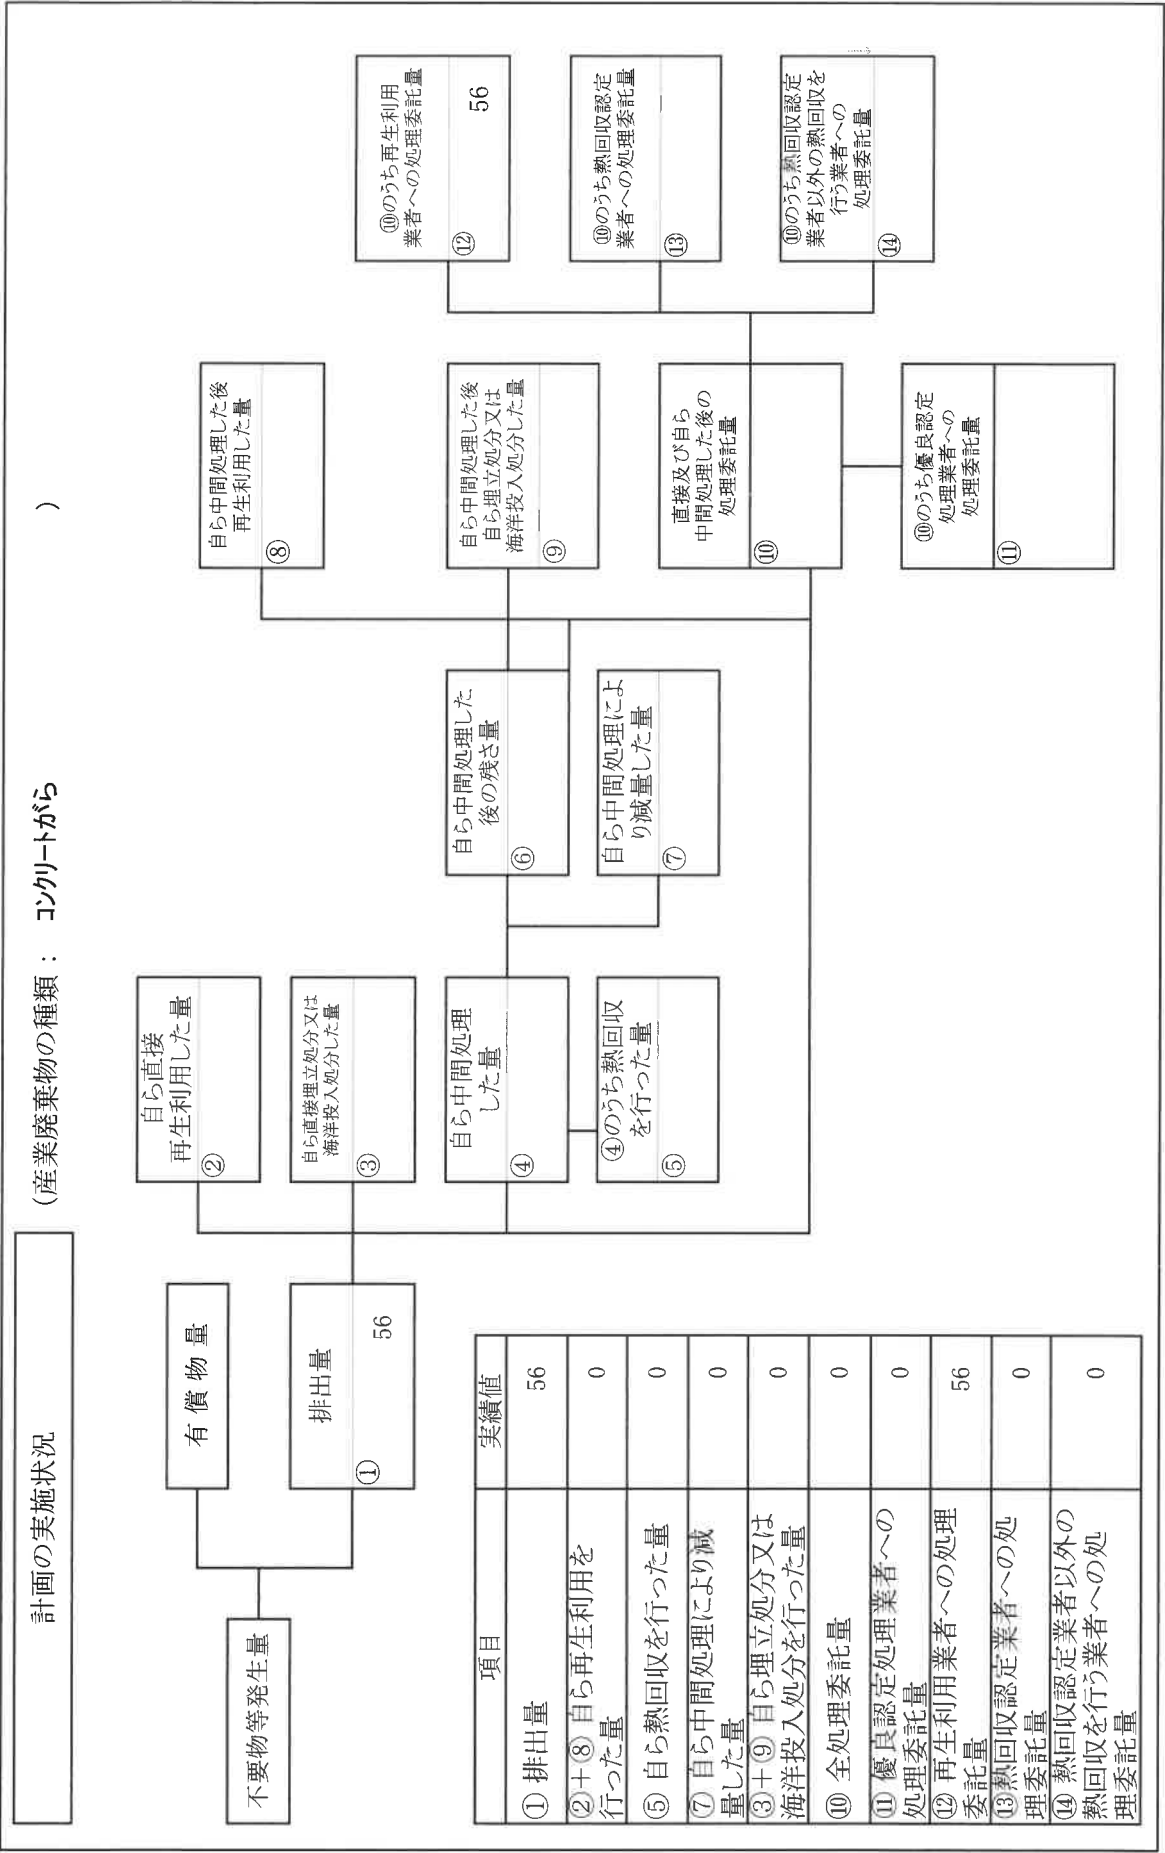 計画の実施状況
（産業廃棄物の種類： コンクリートがら ）
不要物等発生量
有償物量
排出量
①
56
自ら直接
再生利用した量
②
自ら直接埋立処分又は
海洋投入処分した量
③
自ら中間処理
した量
④
④のうち熱回収
を行った量
⑤
自ら中間処理した
後の残さ量
⑥
自ら中間処理によ
り減量した量
⑦
自ら中間処理した後
再生利用した量
⑧
自ら中間処理した後
自ら埋立処分又は
海洋投入処分した量
⑨
直接及び自ら
中間処理した後の
処理委託量
⑩
⑩のうち優良認定
処理業者への
処理委託量
⑪
⑩のうち再生利用
業者への処理委託量
⑫
56
⑩のうち熱回収認定
業者への処理委託量
⑬
⑩のうち熱回収認定
業者以外の熱回収を
行う業者への
処理委託量
⑭
項目 実績値
①排出量 56
②＋⑧自ら再生利用を
行った量 0
⑤自ら熱回収を行った量 0
⑦自ら中間処理により減
量した量 0
③＋⑨自ら埋立処分又は
海洋投入処分を行った量 0
⑩全処理委託量 0
⑪優良認定処理業者への
処理委託量 0
⑫再生利用業者への処理
委託量 56
⑬熱回収認定業者への処
理委託量 0
⑭熱回収認定業者以外の
熱回収を行う業者への処
理委託量 0